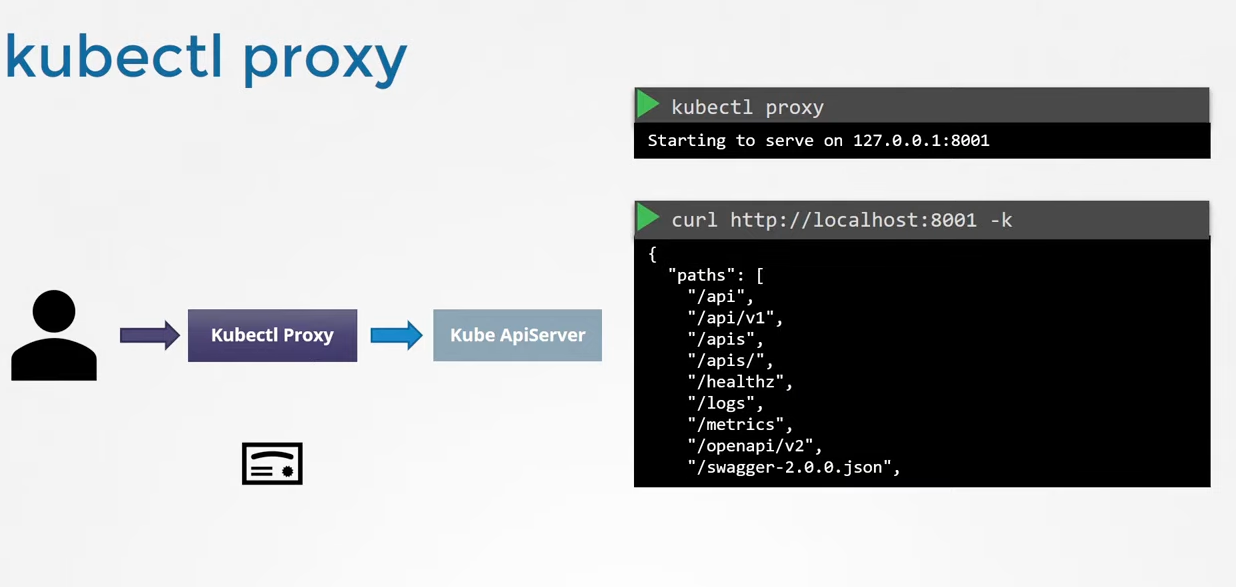 kubectl proxy
kubectl proxy
Starting to serve on 127.0.0.1:8001
curl http://localhost:8001 -k
{
"paths": [
"/api",
"/api/v1",
"/apis",
"/apis/",
"/healthz",
"/logs",
"/metrics",
"/openapi/v2",
"/swagger-2.0.0.json",
Kubectl Proxy
Kube ApiServer